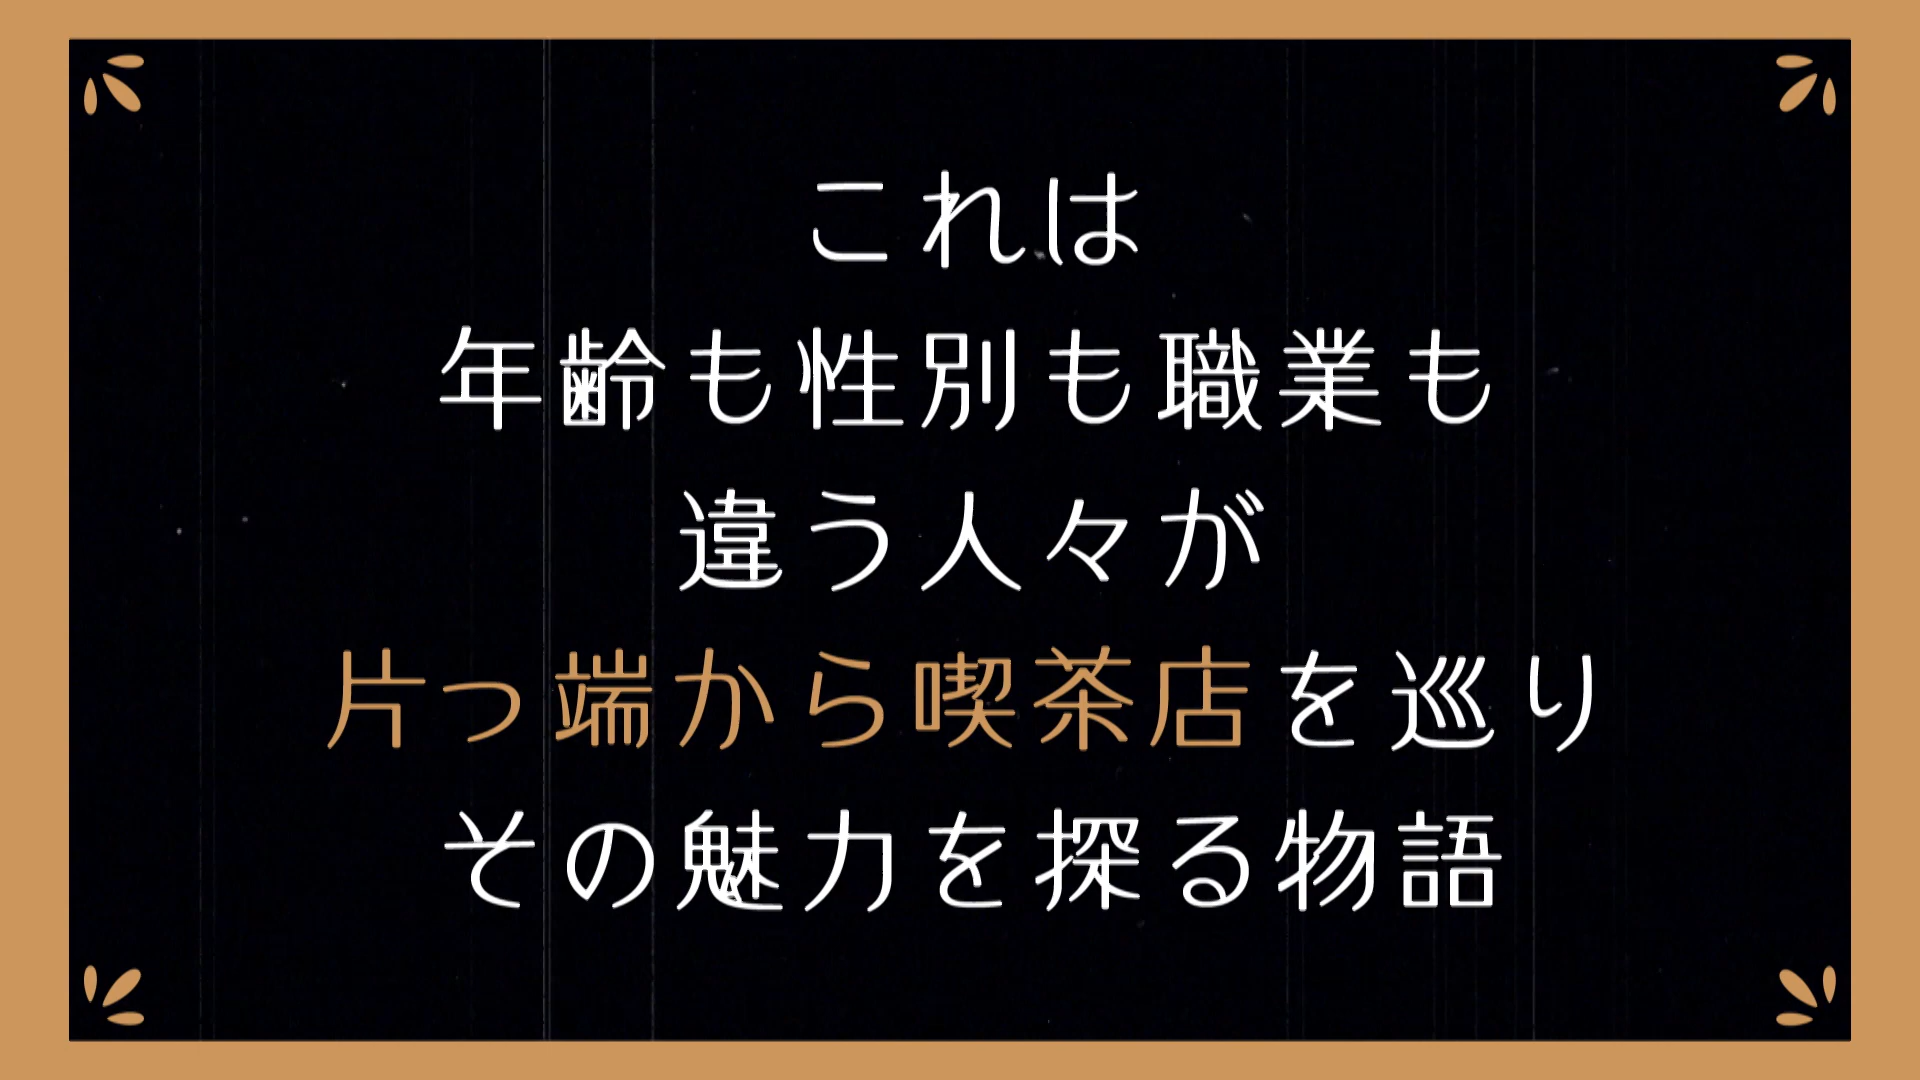 これは
年齢も性別も職業も
違う人々が
片っ端から喫茶店を巡り
その魅力を探る物語